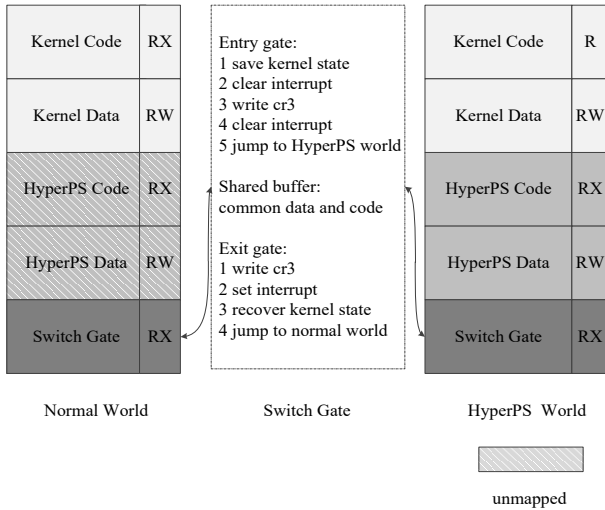 Kernel Code RX
Kernel Data RW
HyperPS Code RX
HyperPS Data RW
Switch Gate RX
Normal World
Entry gate:
1 save kernel state
2 clear interrupt
3 write cr3
4 clear interrupt
5 jump to HyperPS world
Shared buffer:
common data and code
Exit gate:
1 write cr3
2 set interrupt
3 recover kernel state
4 jump to normal world
Switch Gate
Kernel Code R
Kernel Data RW
HyperPS Code RX
HyperPS Data RW
Switch Gate RX
HyperPS World
unmapped